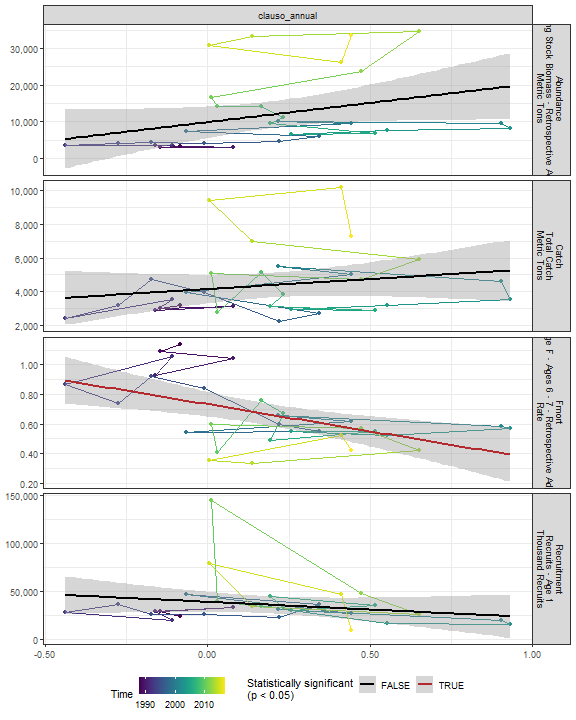 clauso_annual
30,000
20,000
10,000
0
Abundance
ng Stock Biomass - Retrospective A
Metric Tons
10,000
8,000
6,000
4,000
2,000
Catch
Total Catch
Metric Tons
1.00
0.80
0.60
0.40
0.20
Fmort
ge F - Ages 6 - 7 - Retrospective Ad
Rate
150,000
100,000
50,000
0
Recruitment
Recruits - Age 1
Thousand Recruits
-0.50
0.00
0.50
1.00
Time
1990 2000 2010
Statistically significant
(p < 0.05)
FALSE
TRUE